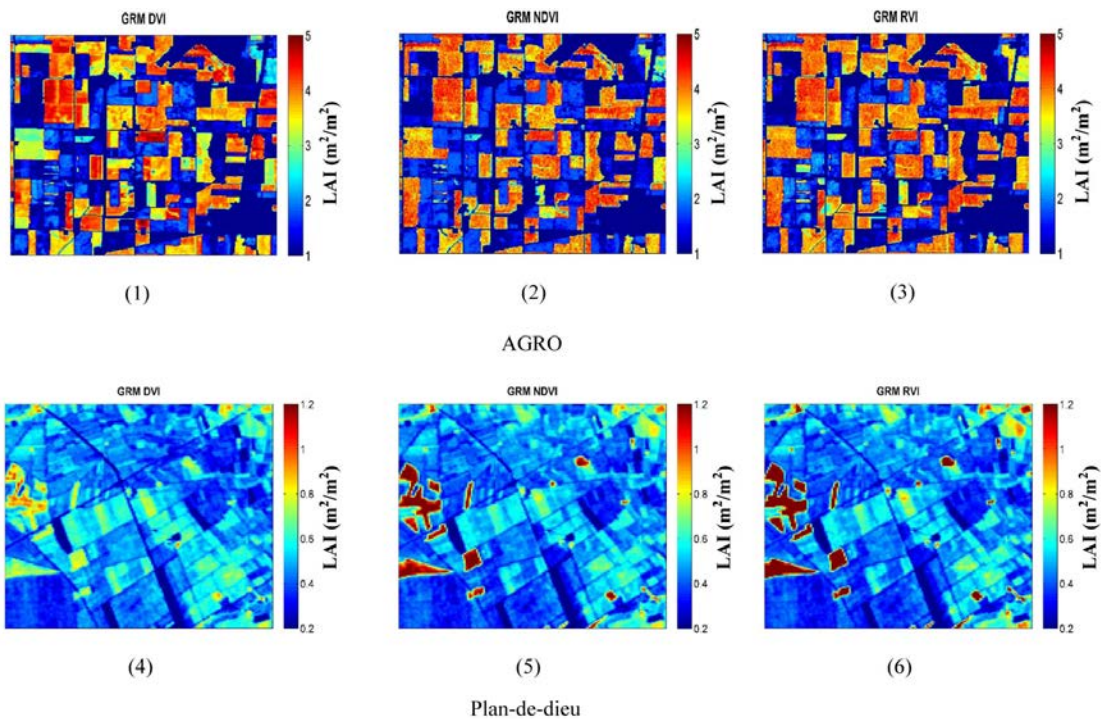 GRM DVI
GRM NDVI
GRM RVI
5
4
3
2
1
LAI (m²/m²)
5
4
3
2
1
LAI (m²/m²)
5
4
3
2
1
LAI (m²/m²)
(1)
(2)
(3)
AGRO
GRM DVI
GRM NDVI
GRM RVI
1.2
1
0.8
0.6
0.4
0.2
LAI (m²/m²)
1.2
1
0.8
0.6
0.4
0.2
LAI (m²/m²)
1.2
1
0.8
0.6
0.4
0.2
LAI (m²/m²)
(4)
(5)
(6)
Plan-de-dieu